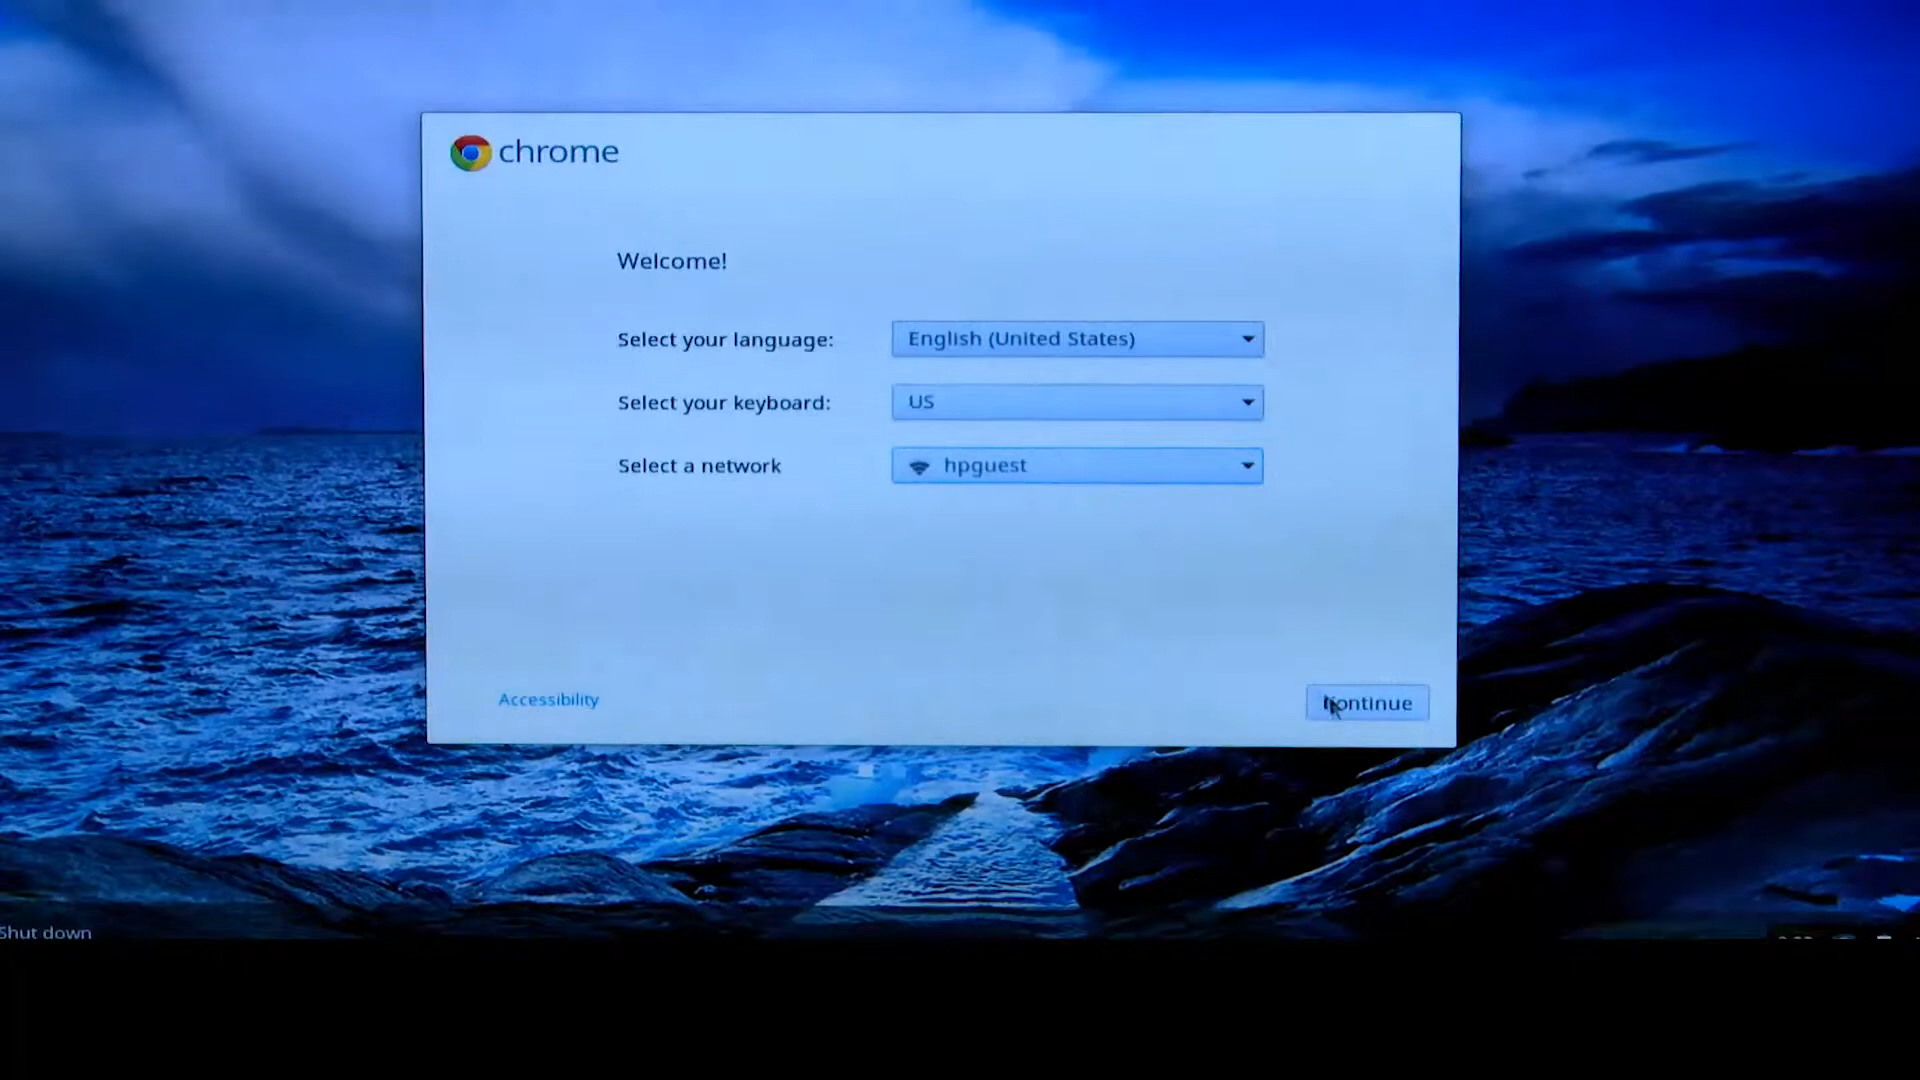 chrome
Welcome!
Select your language: English (United States)
Select your keyboard: US
Select a network hpguest
Accessibility
Continue
Shut down